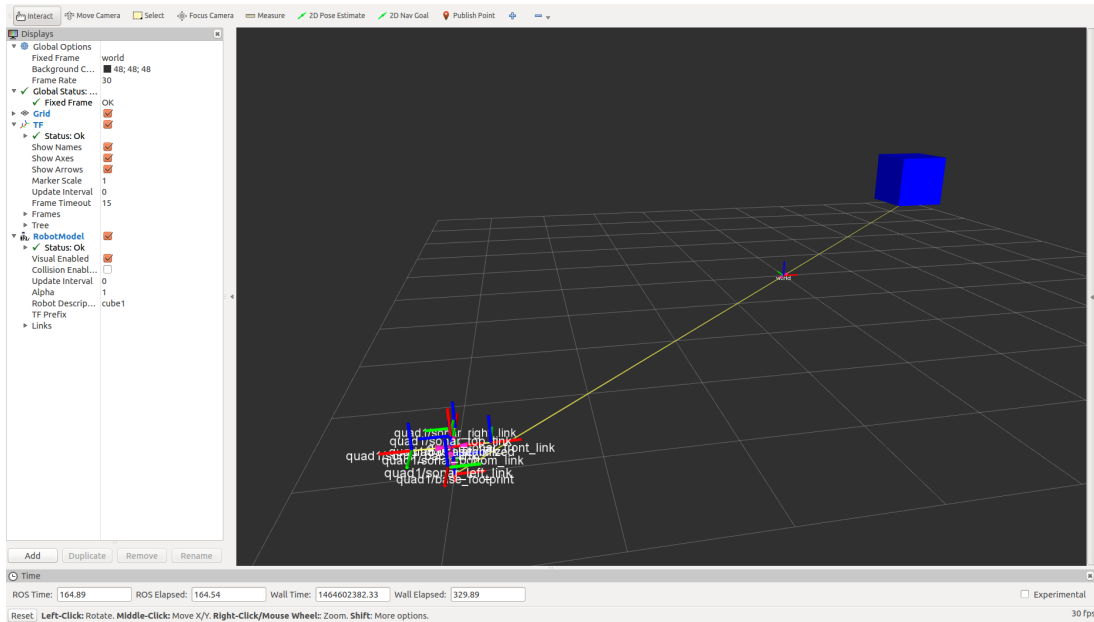 Interact Move Camera Select Focus Camera Measure 2D Pose Estimate 2D Nav Goal Publish Point
Displays
Global Options
Fixed Frame world
Background C... 48; 48; 48
Frame Rate 30
Global Status: ...
Fixed Frame OK
Grid
TF
Status: Ok
Show Names
Show Axes
Show Arrows
Marker Scale 1
Update Interval 0
Frame Timeout 15
Frames
Tree
RobotModel
Status: Ok
Visual Enabled
Collision Enabl...
Update Interval 0
Alpha 1
Robot Descrip... cube1
TF Prefix
Links
world
quad1/sonar_right_link
quad1/sonar_top_link
front_link
quad1/sonar_bottom_link
quad1/sonar_left_link
quad1/base_footprint
Add Duplicate Remove Rename
Time
ROS Time: 164.89 ROS Elapsed: 164.54 Wall Time: 1464602382.33 Wall Elapsed: 329.89 Experimental
Reset Left-Click: Rotate. Middle-Click: Move X/Y. Right-Click/Mouse Wheel:: Zoom. Shift: More options. 30 fps